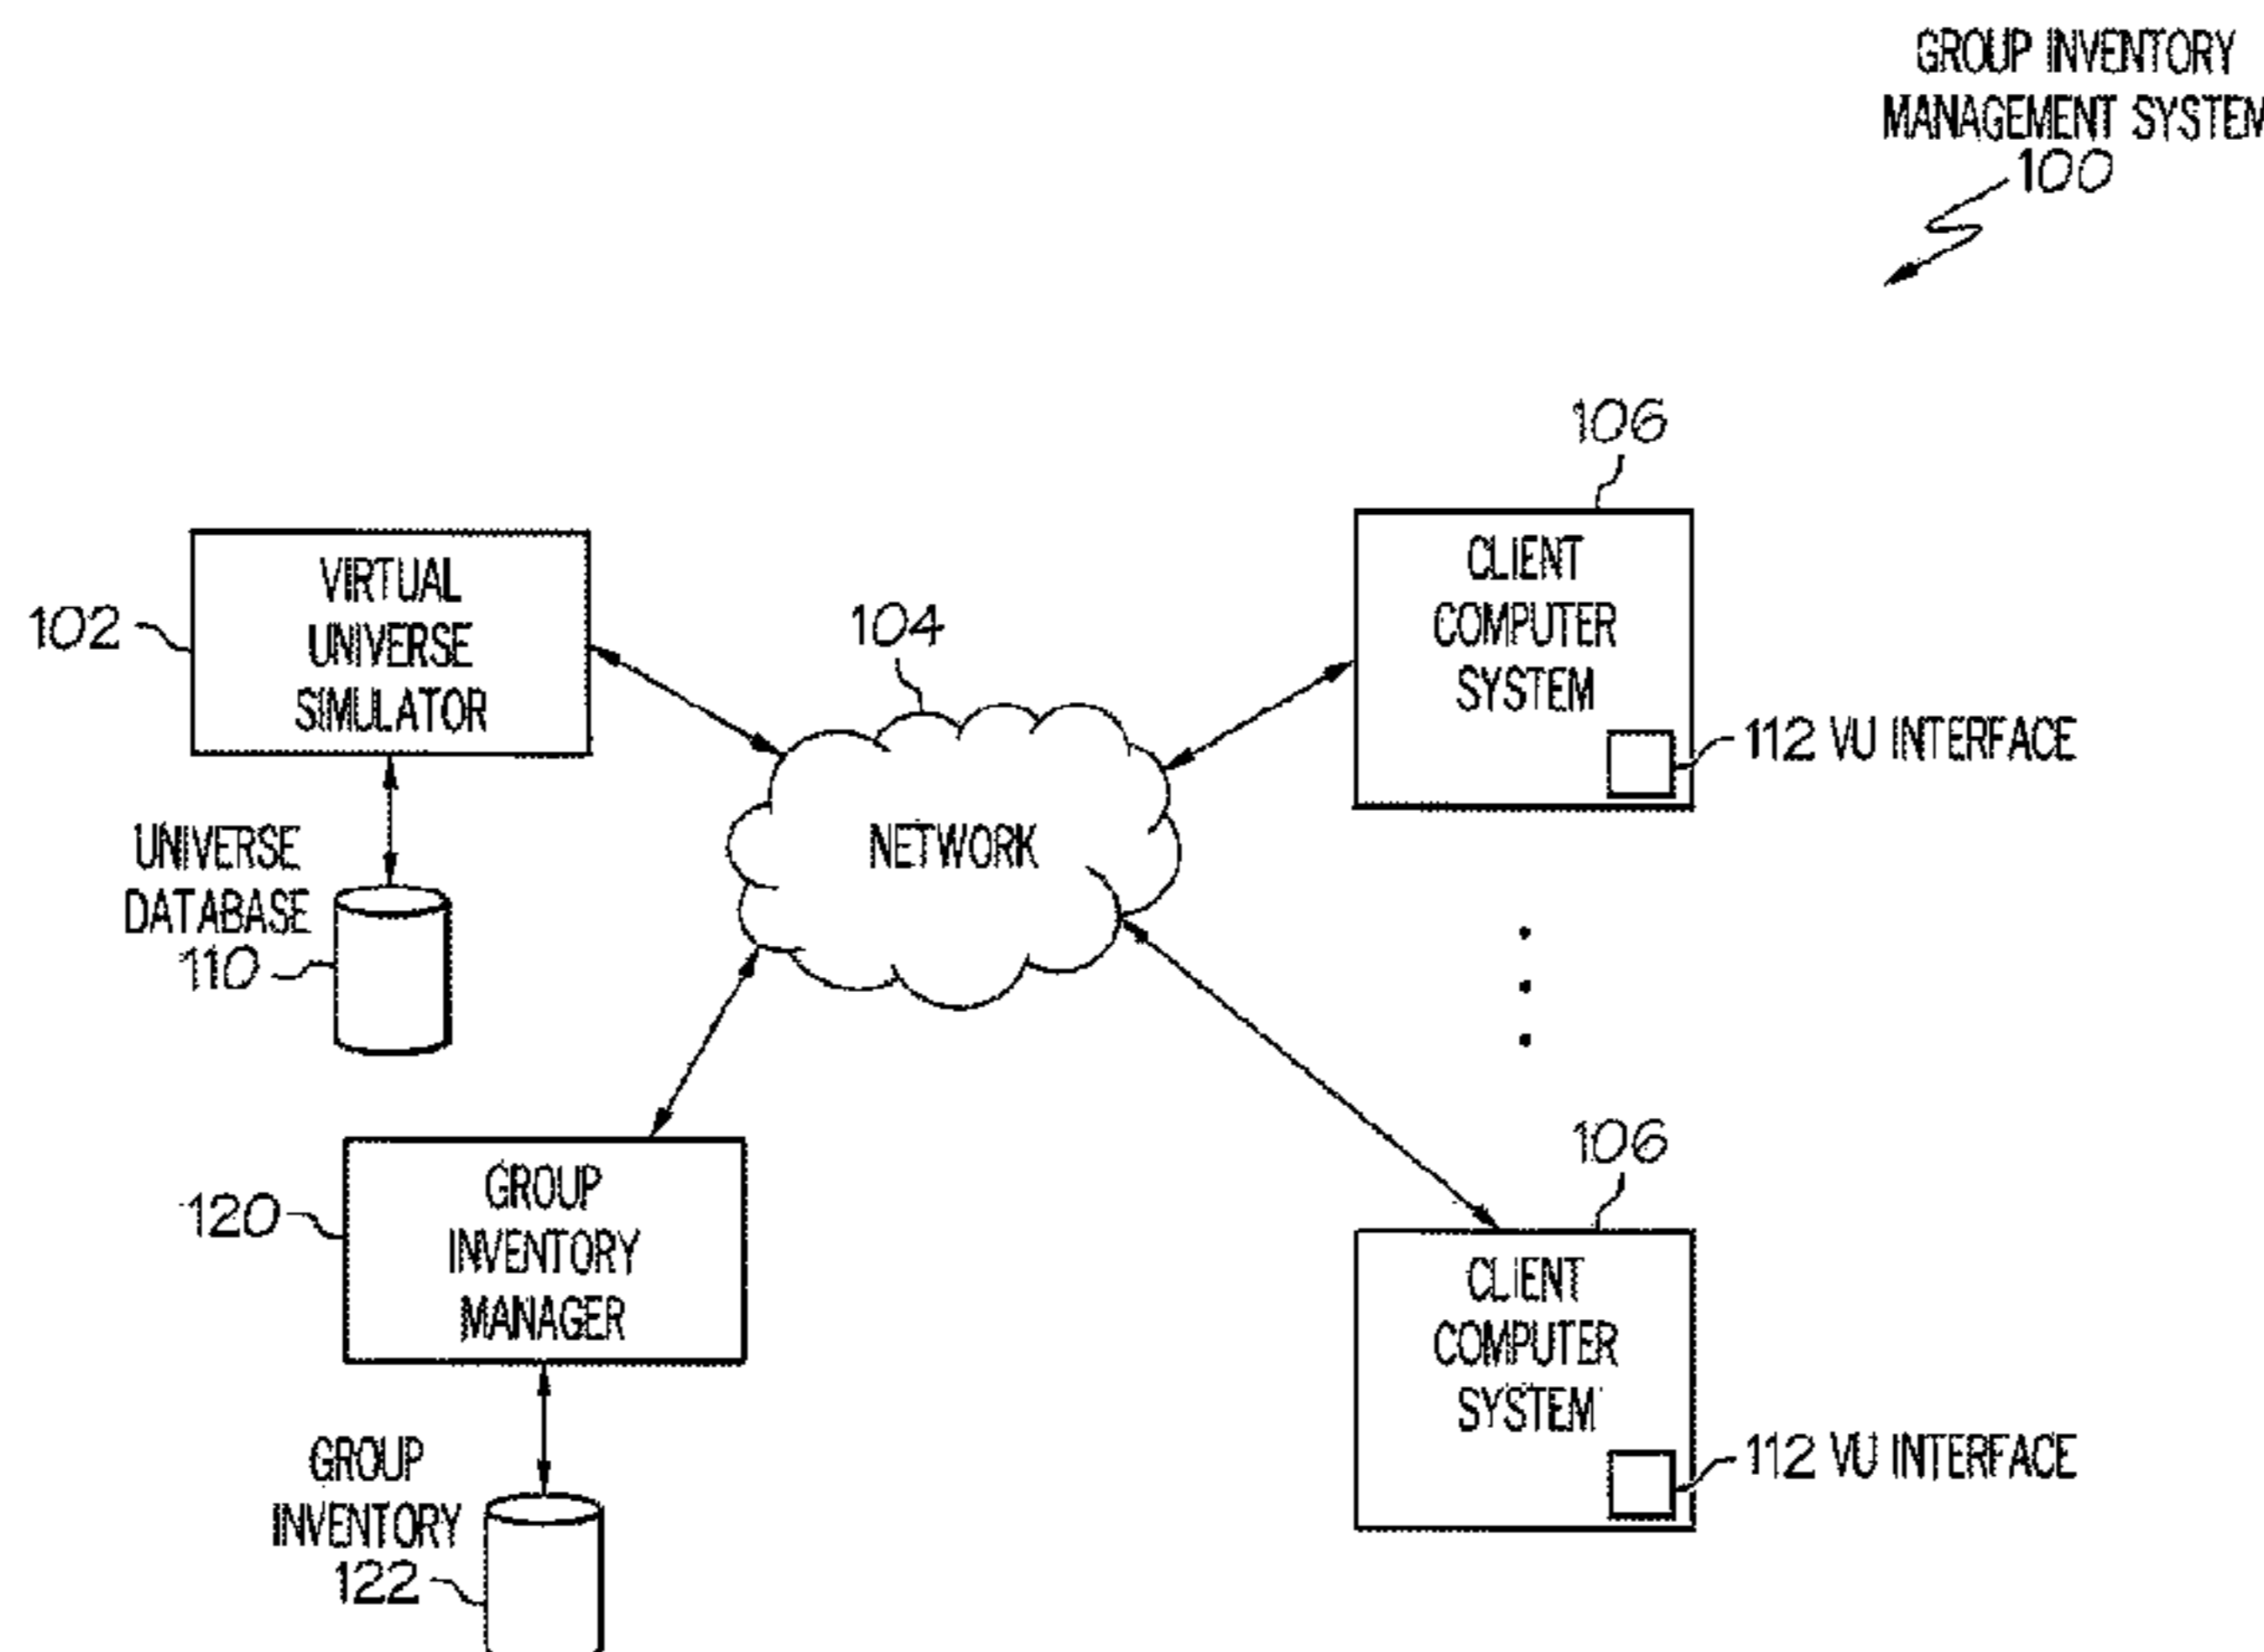 GROUP INVENTORY
MANAGEMENT SYSTEM
100
106
VIRTUAL
UNIVERSE
SIMULATOR
102
104
CLIENT
COMPUTER
SYSTEM
112 VU INTERFACE
NETWORK
UNIVERSE
DATABASE
110
106
120
GROUP
INVENTORY
MANAGER
CLIENT
COMPUTER
SYSTEM
112 VU INTERFACE
GROUP
INVENTORY
122